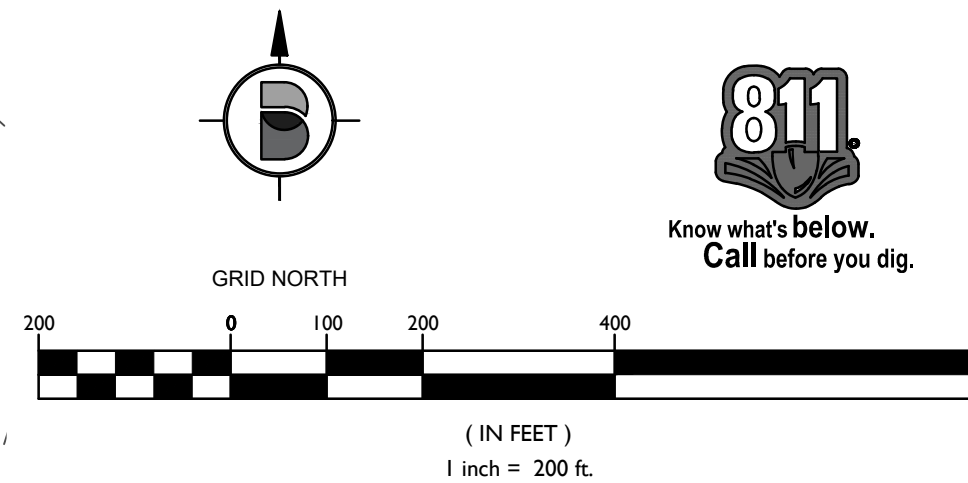 811
Know what's below.
Call before you dig.
GRID NORTH
200 0 100 200 400
( IN FEET )
1 inch = 200 ft.